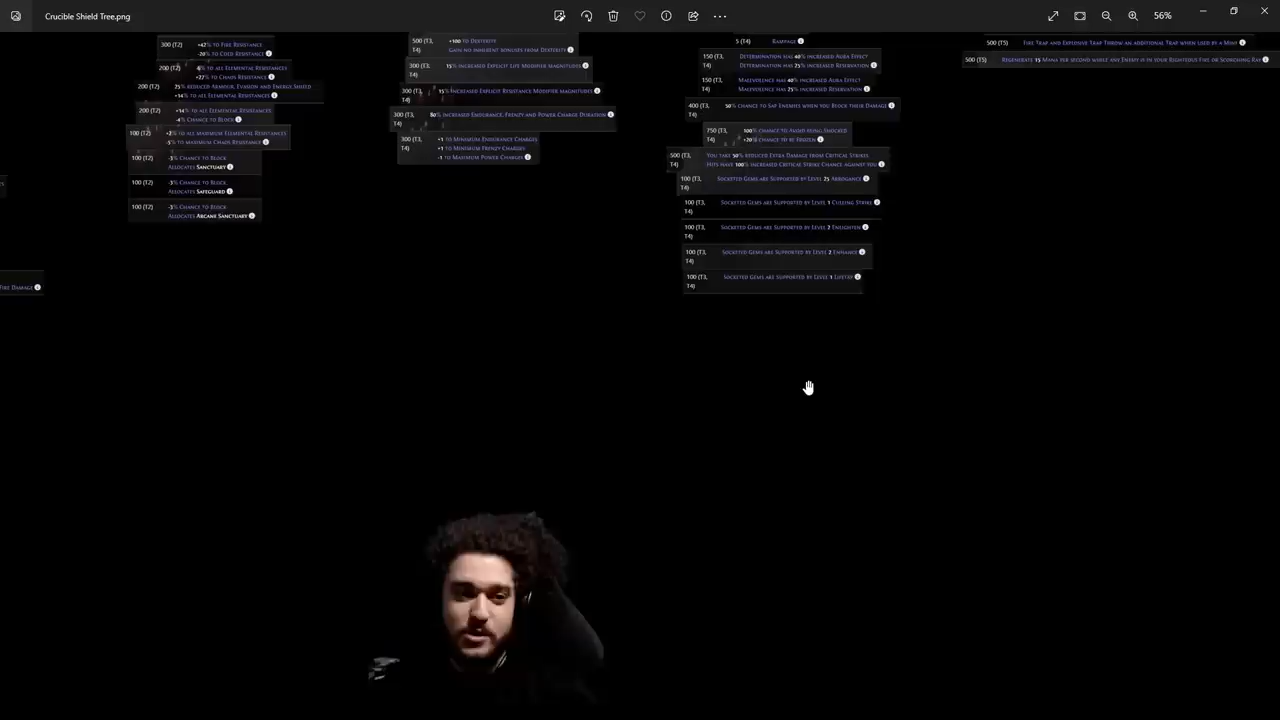 Crucible Shield Tree.png
56%
300 (T2)
+42% to Fire Resistance
-20% to Cold Resistance
200 (T2)
6% to all Elemental Resistances
+27% to Chaos Resistance
200 (T2)
25% reduced Armour, Evasion and Energy Shield
+14% to all Elemental Resistances
200 (T2)
+14% to all Elemental Resistances
-4% Chance to Block
100 (T2)
+2% to all maximum Elemental Resistances
-5% to maximum Chaos Resistance
100 (T2)
-3% Chance to Block
Allocates Sanctuary
100 (T2)
-3% Chance to Block
Allocates Safeguard
100 (T2)
-3% Chance to Block
Allocates Arcane Sanctuary
Fire Damage
500 (T3,
T4)
+100 to Dexterity
Gain no inherent bonuses from Dexterity
300 (T3,
T4)
15% increased Explicit Life Modifier magnitudes
300 (T3,
T4)
15% increased Explicit Resistance Modifier magnitudes
300 (T3,
T4)
80% increased Endurance, Frenzy and Power Charge Duration
300 (T3,
T4)
+1 to Minimum Endurance Charges
+1 to Minimum Frenzy Charges
-1 to Maximum Power Charges
5 (T4)
Rampage
150 (T3,
T4)
Determination has 40% increased Aura Effect
Determination has 25% increased Reservation
150 (T3,
T4)
Malevolence has 40% increased Aura Effect
Malevolence has 25% increased Reservation
400 (T3,
T4)
50% chance to Sap Enemies when you Block their Damage
750 (T3,
T4)
100% chance to Avoid being Shocked
+20% chance to be Frozen
500 (T3,
T4)
You take 50% reduced Extra Damage from Critical Strikes
Hits have 100% increased Critical Strike Chance against you
100 (T3,
T4)
Socketed Gems are Supported by Level 25 Arrogance
100 (T3,
T4)
Socketed Gems are Supported by Level 1 Culling Strike
100 (T3,
T4)
Socketed Gems are Supported by Level 2 Enlighten
100 (T3,
T4)
Socketed Gems are Supported by Level 2 Enhance
100 (T3,
T4)
Socketed Gems are Supported by Level 1 Lifetap
500 (T5)
Fire Trap and Explosive Trap throw an additional Trap when used by a Mine
500 (T5)
Regenerate 15 Mana per second while any Enemy is in your Righteous Fire or Scorching Ray